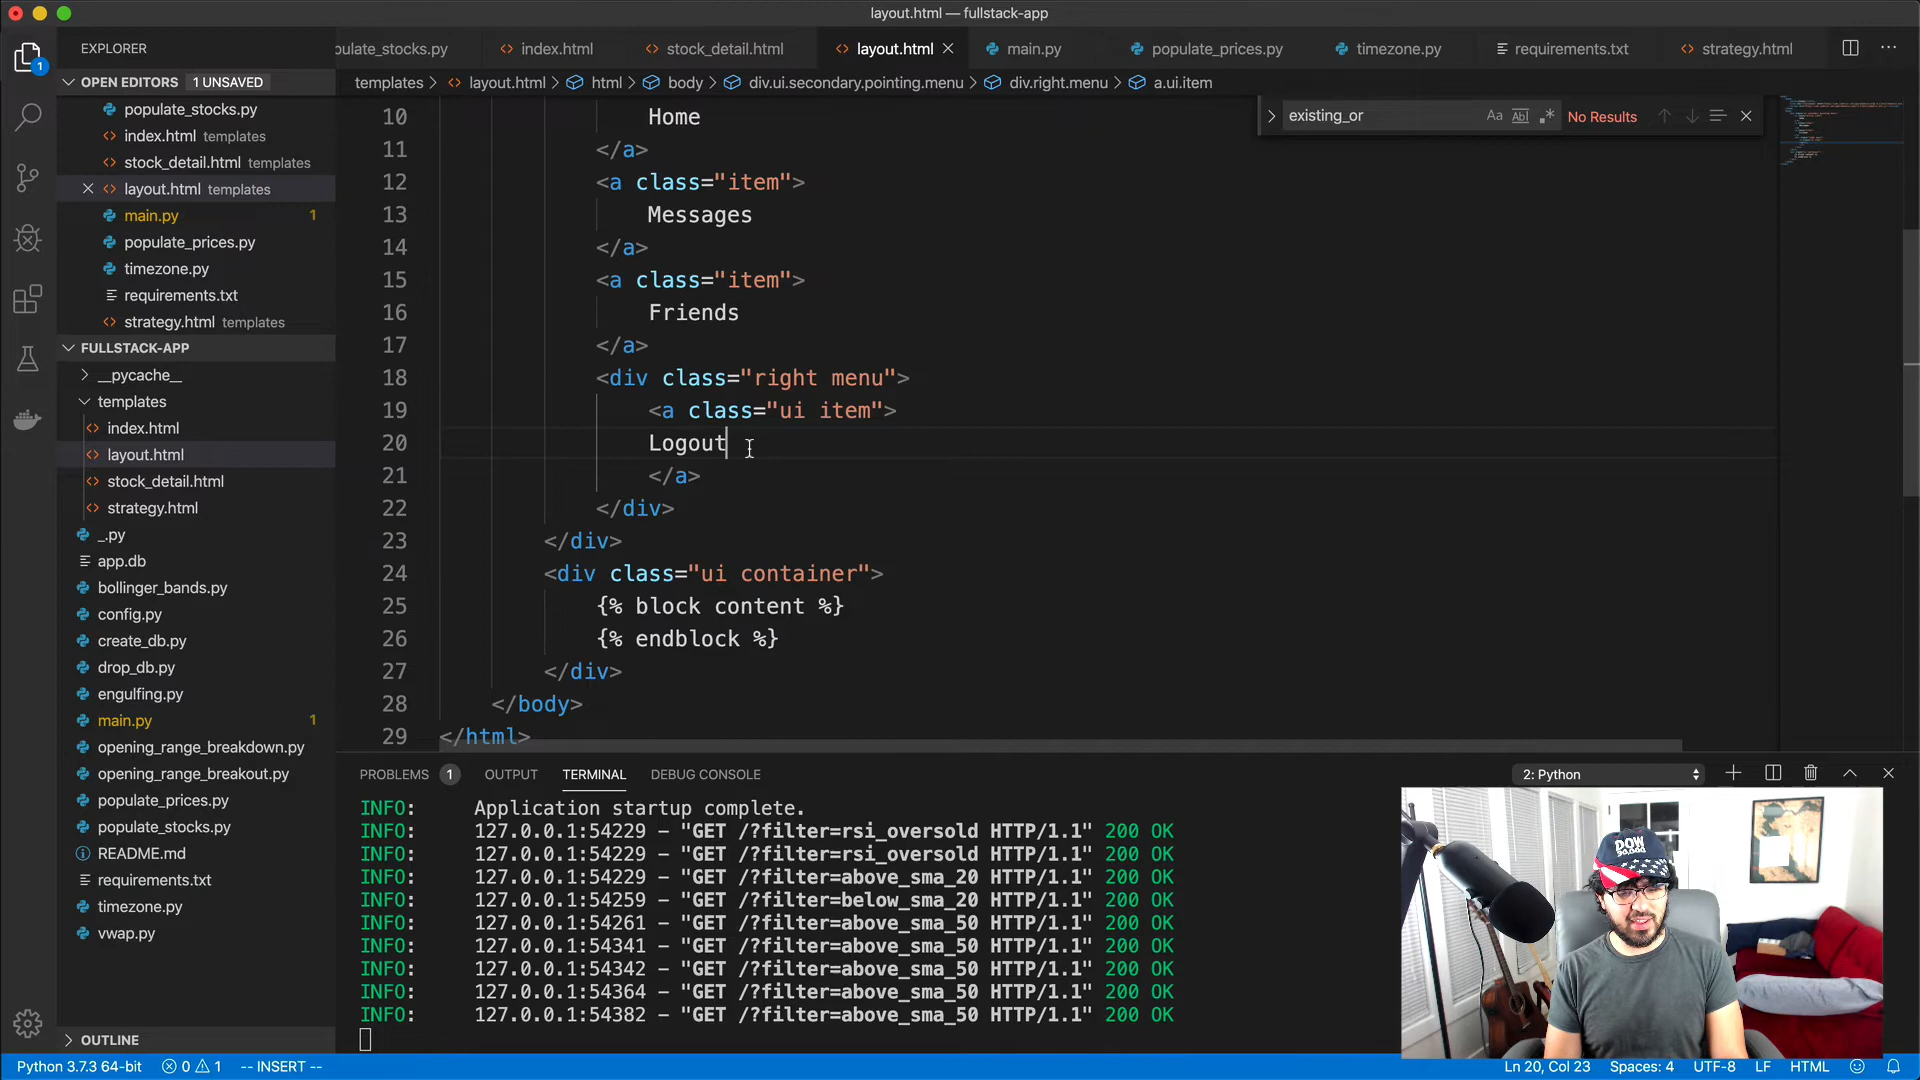 layout.html — fullstack-app
EXPLORER
OPEN EDITORS 1 UNSAVED
populate_stocks.py
index.html templates
stock_detail.html templates
layout.html templates
main.py 1
populate_prices.py
timezone.py
requirements.txt
strategy.html templates
FULLSTACK-APP
__pycache__
templates
index.html
layout.html
stock_detail.html
strategy.html
_.py
app.db
bollinger_bands.py
config.py
create_db.py
drop_db.py
engulfing.py
main.py 1
opening_range_breakdown.py
opening_range_breakout.py
populate_prices.py
populate_stocks.py
README.md
requirements.txt
timezone.py
vwap.py
OUTLINE
1
pulate_stocks.py index.html stock_detail.html layout.html main.py populate_prices.py timezone.py requirements.txt strategy.html
templates > layout.html > html > body > div.ui.secondary.pointing.menu > div.right.menu > a.ui.item
existing_or Aa Abl .* No Results
10 Home
11 </a>
12 <a class="item">
13 Messages
14 </a>
15 <a class="item">
16 Friends
17 </a>
18 <div class="right menu">
19 <a class="ui item">
20 Logout
21 </a>
22 </div>
23 </div>
24 <div class="ui container">
25 {% block content %}
26 {% endblock %}
27 </div>
28 </body>
29 </html>
PROBLEMS 1 OUTPUT TERMINAL DEBUG CONSOLE 2: Python
INFO: Application startup complete.
INFO: 127.0.0.1:54229 – "GET /?filter=rsi_oversold HTTP/1.1" 200 OK
INFO: 127.0.0.1:54229 – "GET /?filter=rsi_oversold HTTP/1.1" 200 OK
INFO: 127.0.0.1:54229 – "GET /?filter=above_sma_20 HTTP/1.1" 200 OK
INFO: 127.0.0.1:54259 – "GET /?filter=below_sma_20 HTTP/1.1" 200 OK
INFO: 127.0.0.1:54261 – "GET /?filter=above_sma_50 HTTP/1.1" 200 OK
INFO: 127.0.0.1:54341 – "GET /?filter=above_sma_50 HTTP/1.1" 200 OK
INFO: 127.0.0.1:54342 – "GET /?filter=above_sma_50 HTTP/1.1" 200 OK
INFO: 127.0.0.1:54364 – "GET /?filter=above_sma_50 HTTP/1.1" 200 OK
INFO: 127.0.0.1:54382 – "GET /?filter=above_sma_50 HTTP/1.1" 200 OK
DOW
Python 3.7.3 64-bit 0 1 -- INSERT -- Ln 20, Col 23 Spaces: 4 UTF-8 LF HTML